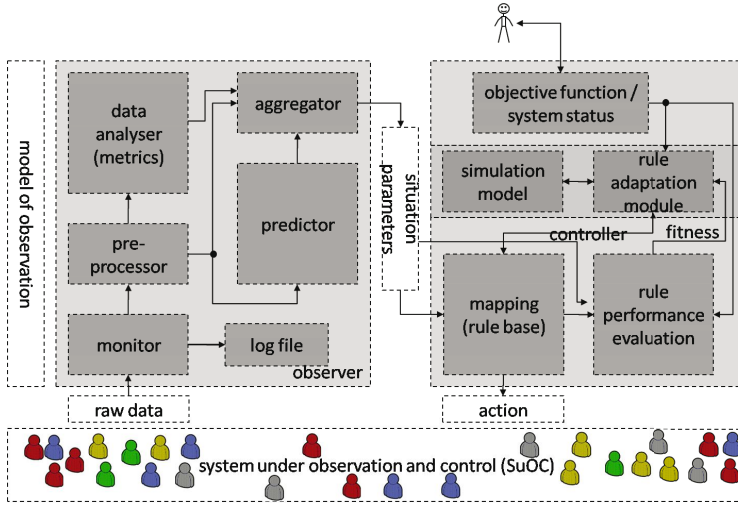 model of observation
data
analyser
(metrics)
aggregator
pre-
processor
predictor
monitor
log file
observer
raw data
situation
parameters
objective function /
system status
simulation
model
rule
adaptation
module
controller
fitness
mapping
(rule base)
rule
performance
evaluation
action
system under observation and control (SuOC)